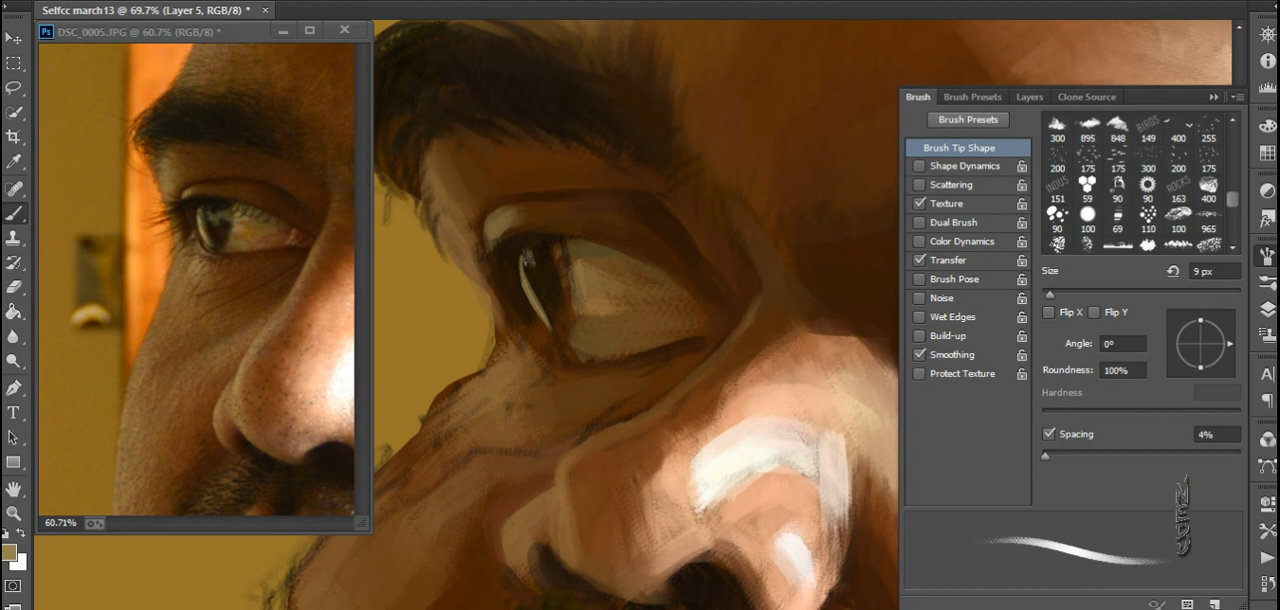 Selfcc march13 @ 69.7% (Layer 5, RGB/8) * ×
Ps DSC_0005.JPG @ 60.7% (RGB/8) *
60.71%
Brush Brush Presets Layers Clone Source
Brush Presets
Brush Tip Shape
Shape Dynamics
Scattering
Texture
Dual Brush
Color Dynamics
Transfer
Brush Pose
Noise
Wet Edges
Build-up
Smoothing
Protect Texture
BIRDS
300 895 848 149 400 255
200 175 175 300 200 175
INDUS ROCKS
151 59 90 90 163 400
90 100 69 110 100 965
Size 9 px
Flip X Flip Y
Angle: 0°
Roundness: 100%
Hardness
Spacing 4%
T
A